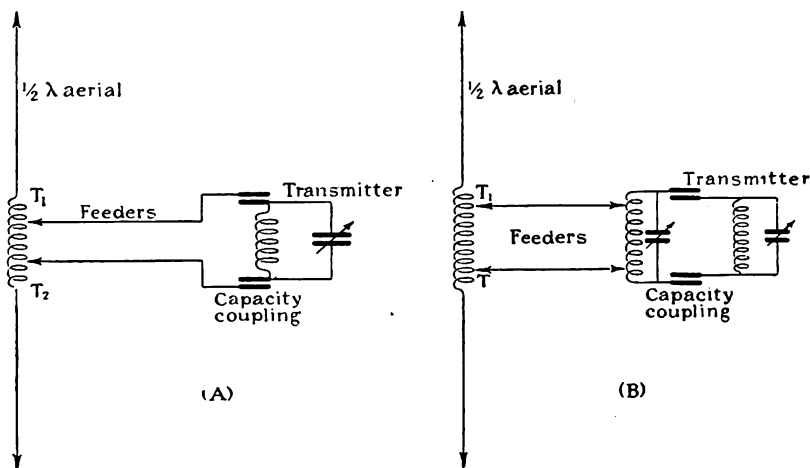 ½ λ aerial
T1
Feeders
T2
Transmitter
Capacity
coupling
(A)
½ λ aerial
T1
Feeders
T
Transmitter
Capacity
coupling
(B)